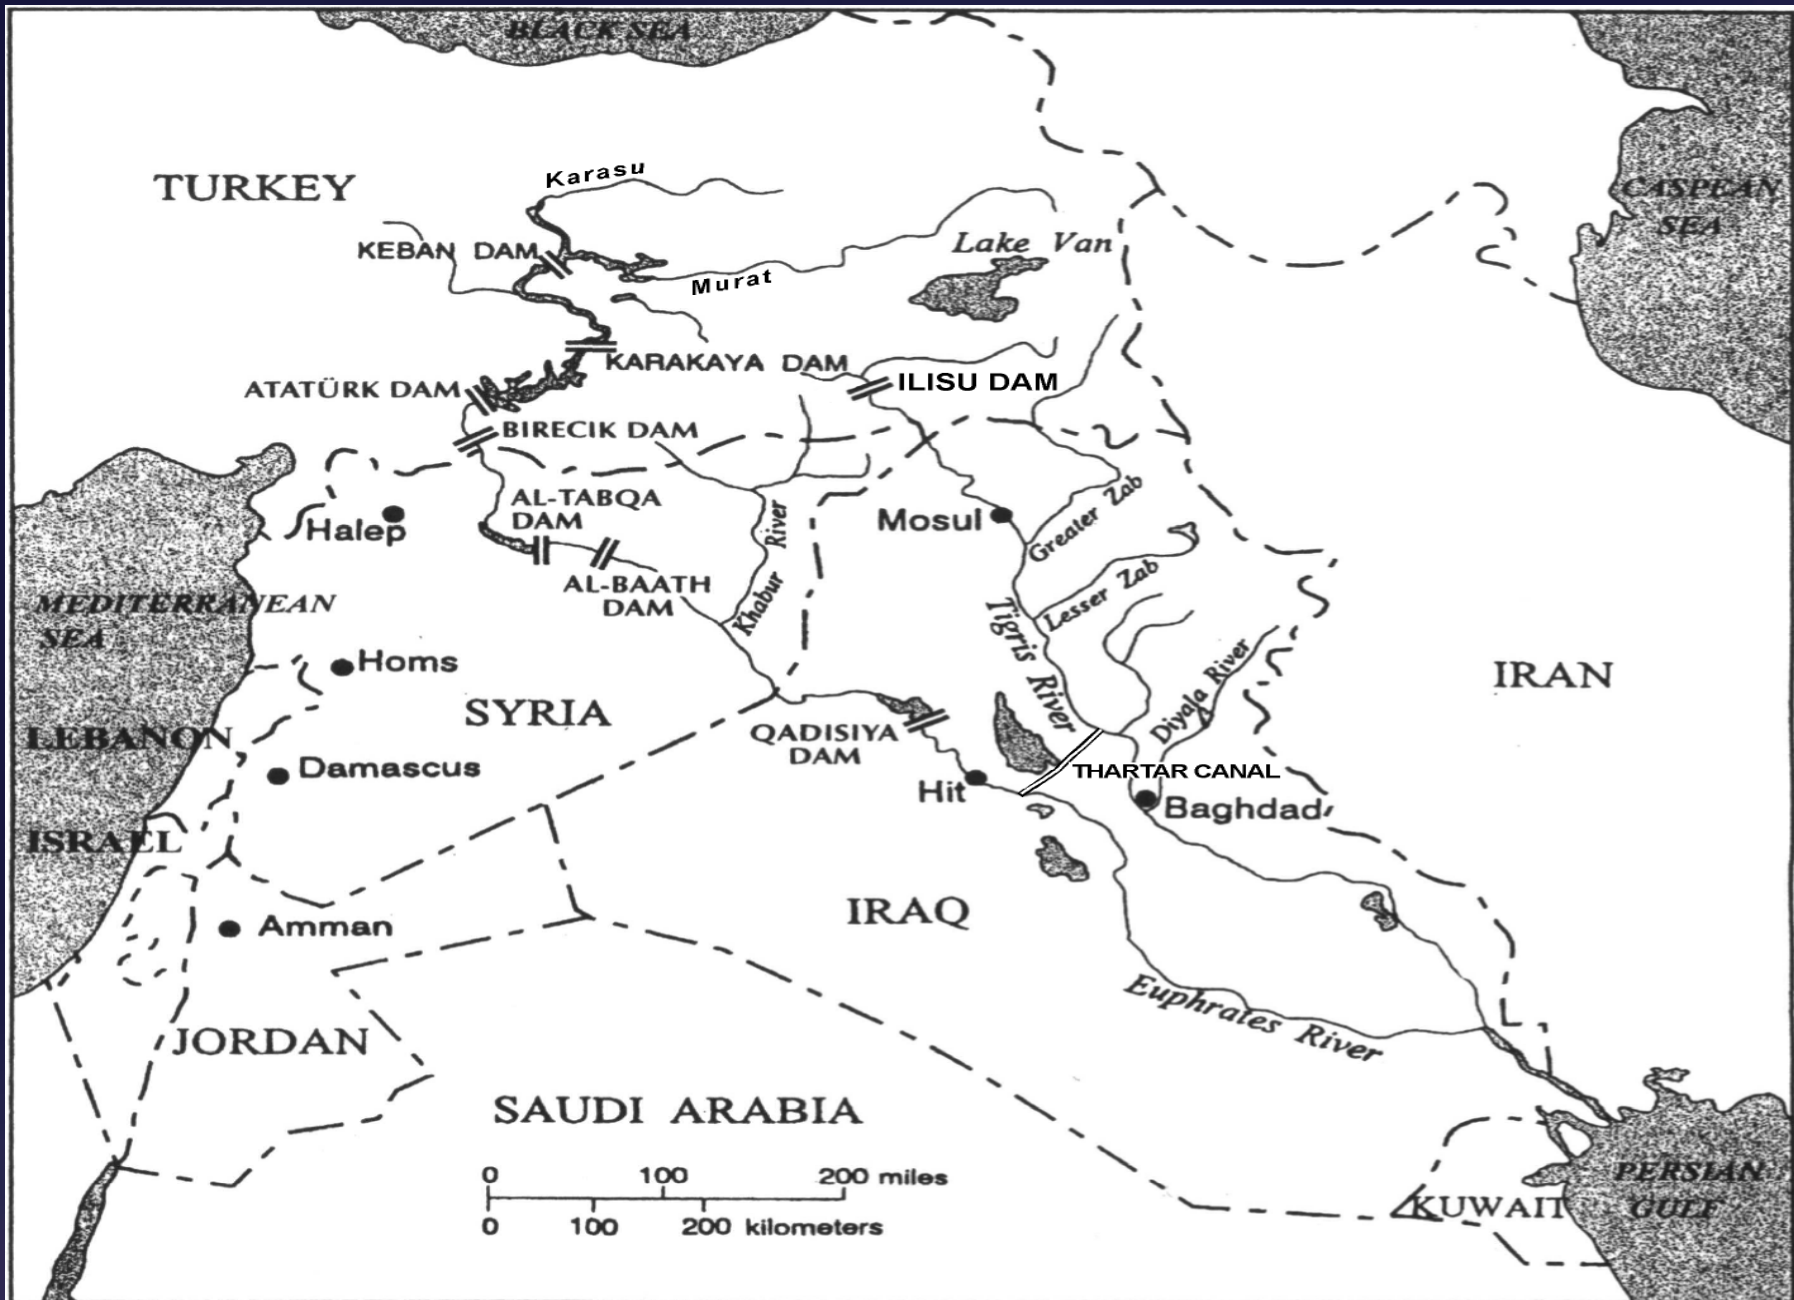 BLACK SEA
TURKEY
Karasu
CASPEAN
SEA
KEBAN DAM
Lake Van
Murat
KARAKAYA DAM
ILISU DAM
ATATÜRK DAM
BIRECIK DAM
AL-TABQA
DAM
Halep
Mosul
Greater Zab
Khabur River
AL-BAATH
DAM
Lesser Zab
MEDITERRANEAN
SEA
Tigris River
Homs
Diyala River
IRAN
SYRIA
LEBANON
QADISIYA
DAM
Damascus
THARTAR CANAL
Hit
Baghdad
ISRAEL
IRAQ
Amman
Euphrates River
JORDAN
SAUDI ARABIA
PERSIAN
GULF
KUWAIT
0 100 200 miles
0 100 200 kilometers